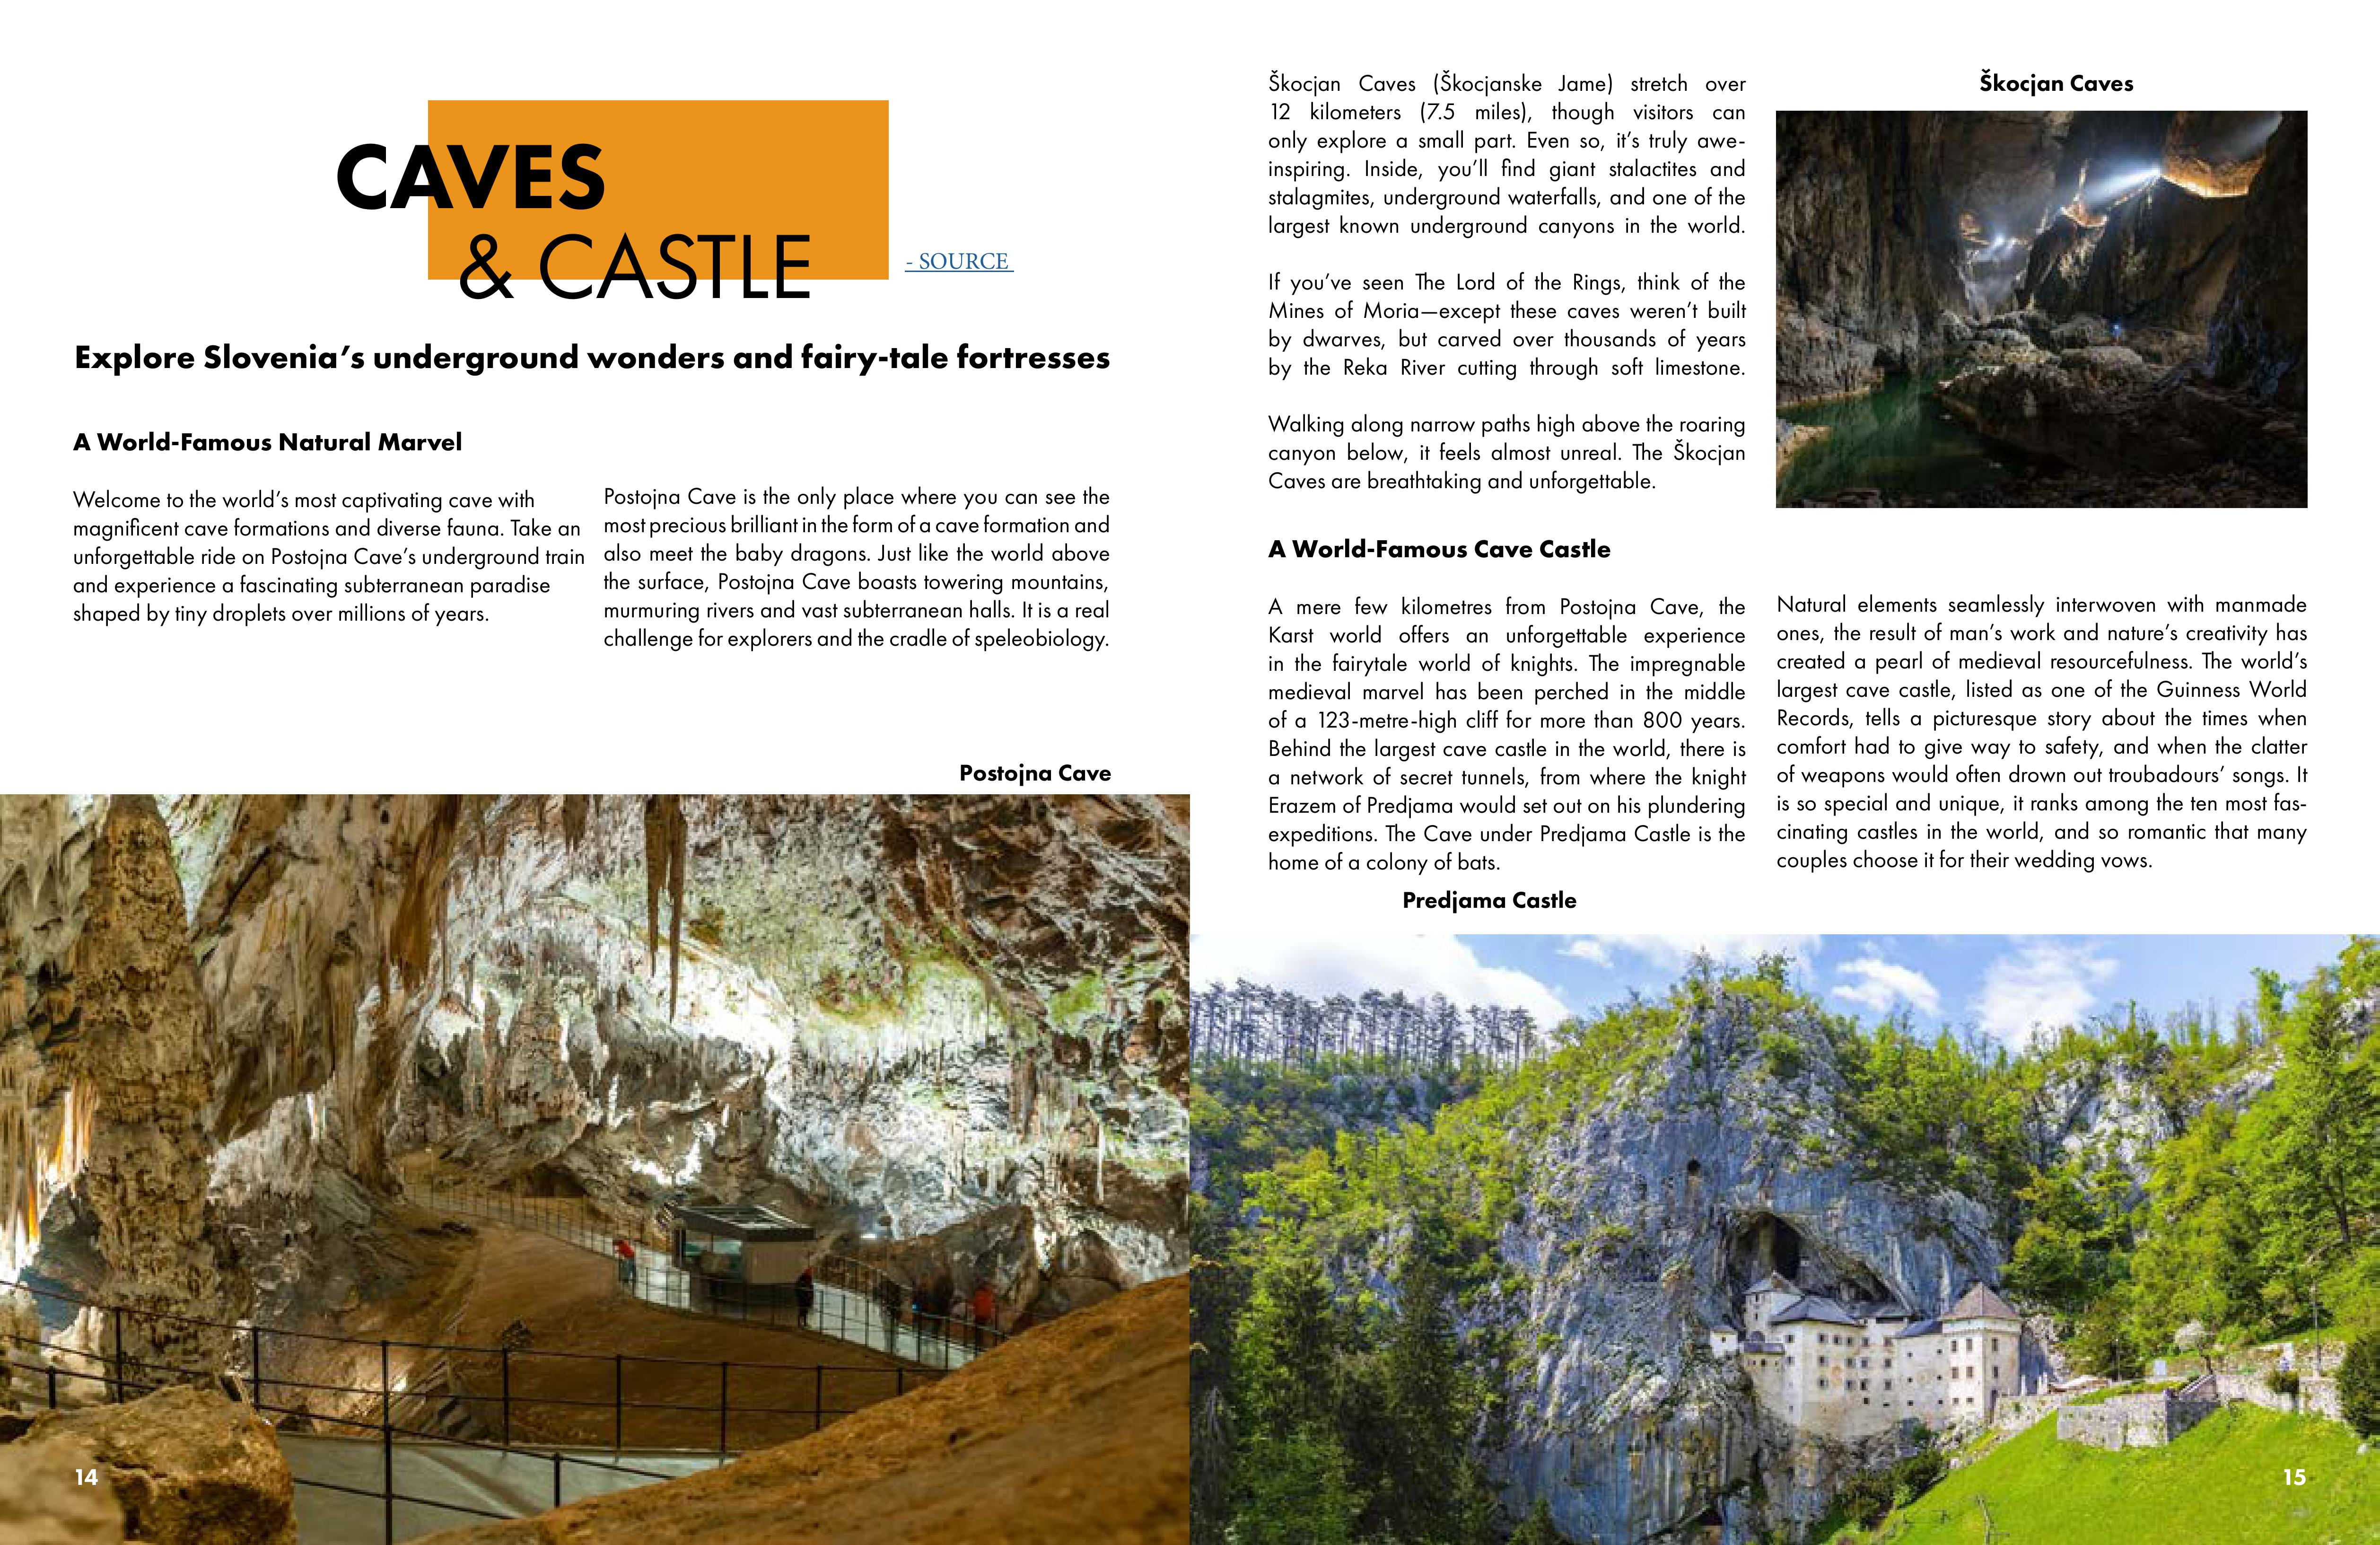 CAVES
& CASTLE
- SOURCE
Explore Slovenia’s underground wonders and fairy-tale fortresses
A World-Famous Natural Marvel
Welcome to the world’s most captivating cave with
magnificent cave formations and diverse fauna. Take an
unforgettable ride on Postojna Cave’s underground train
and experience a fascinating subterranean paradise
shaped by tiny droplets over millions of years.
Postojna Cave is the only place where you can see the
most precious brilliant in the form of a cave formation and
also meet the baby dragons. Just like the world above
the surface, Postojna Cave boasts towering mountains,
murmuring rivers and vast subterranean halls. It is a real
challenge for explorers and the cradle of speleobiology.
Postojna Cave
14
Škocjan Caves (Škocjanske Jame) stretch over
12 kilometers (7.5 miles), though visitors can
only explore a small part. Even so, it’s truly awe-
inspiring. Inside, you’ll find giant stalactites and
stalagmites, underground waterfalls, and one of the
largest known underground canyons in the world.
If you’ve seen The Lord of the Rings, think of the
Mines of Moria—except these caves weren’t built
by dwarves, but carved over thousands of years
by the Reka River cutting through soft limestone.
Walking along narrow paths high above the roaring
canyon below, it feels almost unreal. The Škocjan
Caves are breathtaking and unforgettable.
Škocjan Caves
A World-Famous Cave Castle
A mere few kilometres from Postojna Cave, the
Karst world offers an unforgettable experience
in the fairytale world of knights. The impregnable
medieval marvel has been perched in the middle
of a 123-metre-high cliff for more than 800 years.
Behind the largest cave castle in the world, there is
a network of secret tunnels, from where the knight
Erazem of Predjama would set out on his plundering
expeditions. The Cave under Predjama Castle is the
home of a colony of bats.
Natural elements seamlessly interwoven with manmade
ones, the result of man’s work and nature’s creativity has
created a pearl of medieval resourcefulness. The world’s
largest cave castle, listed as one of the Guinness World
Records, tells a picturesque story about the times when
comfort had to give way to safety, and when the clatter
of weapons would often drown out troubadours’ songs. It
is so special and unique, it ranks among the ten most fas-
cinating castles in the world, and so romantic that many
couples choose it for their wedding vows.
Predjama Castle
15